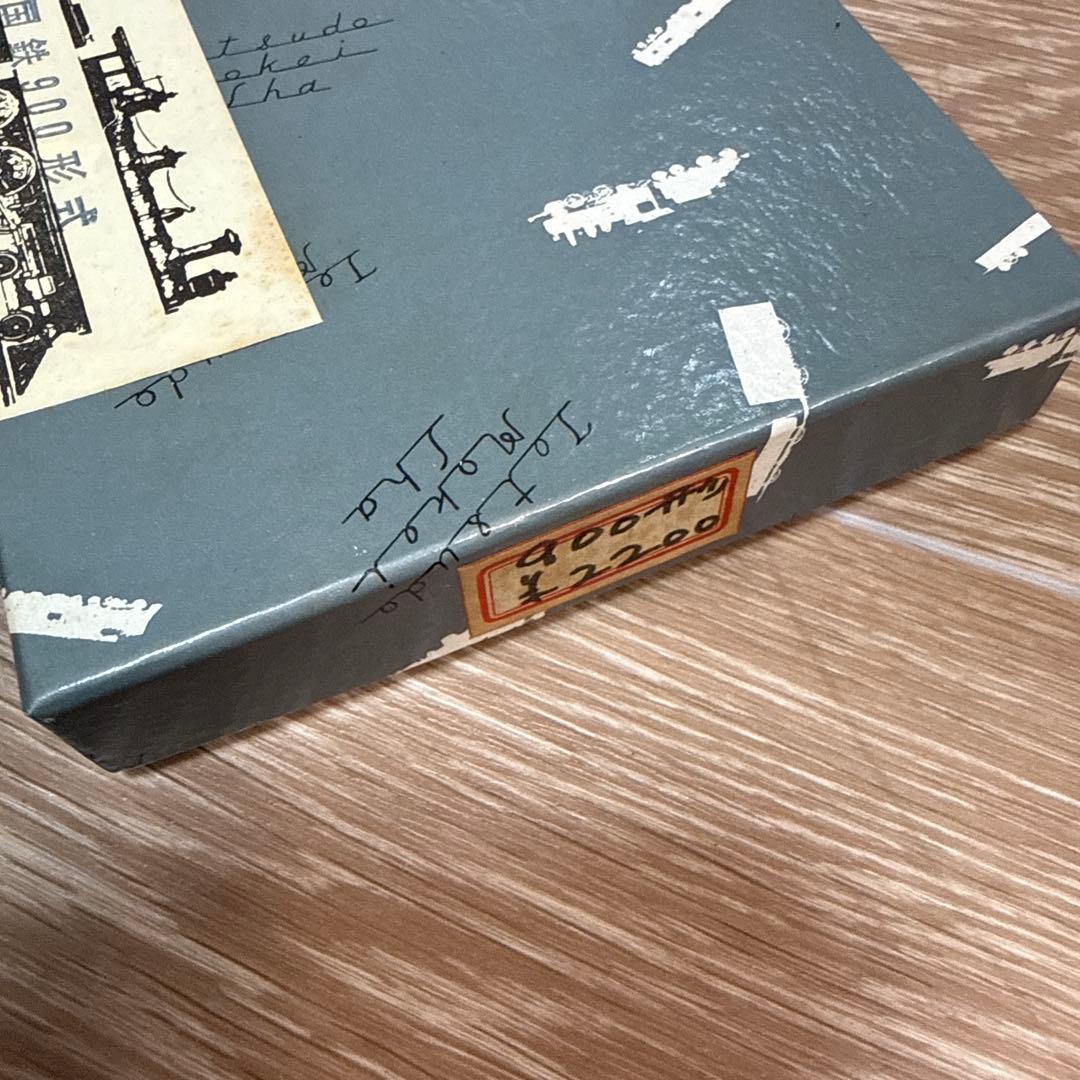 国鉄900形式
tsudo
okei
Sha
Tetsudo
Mokei
Sha
900形
¥2200